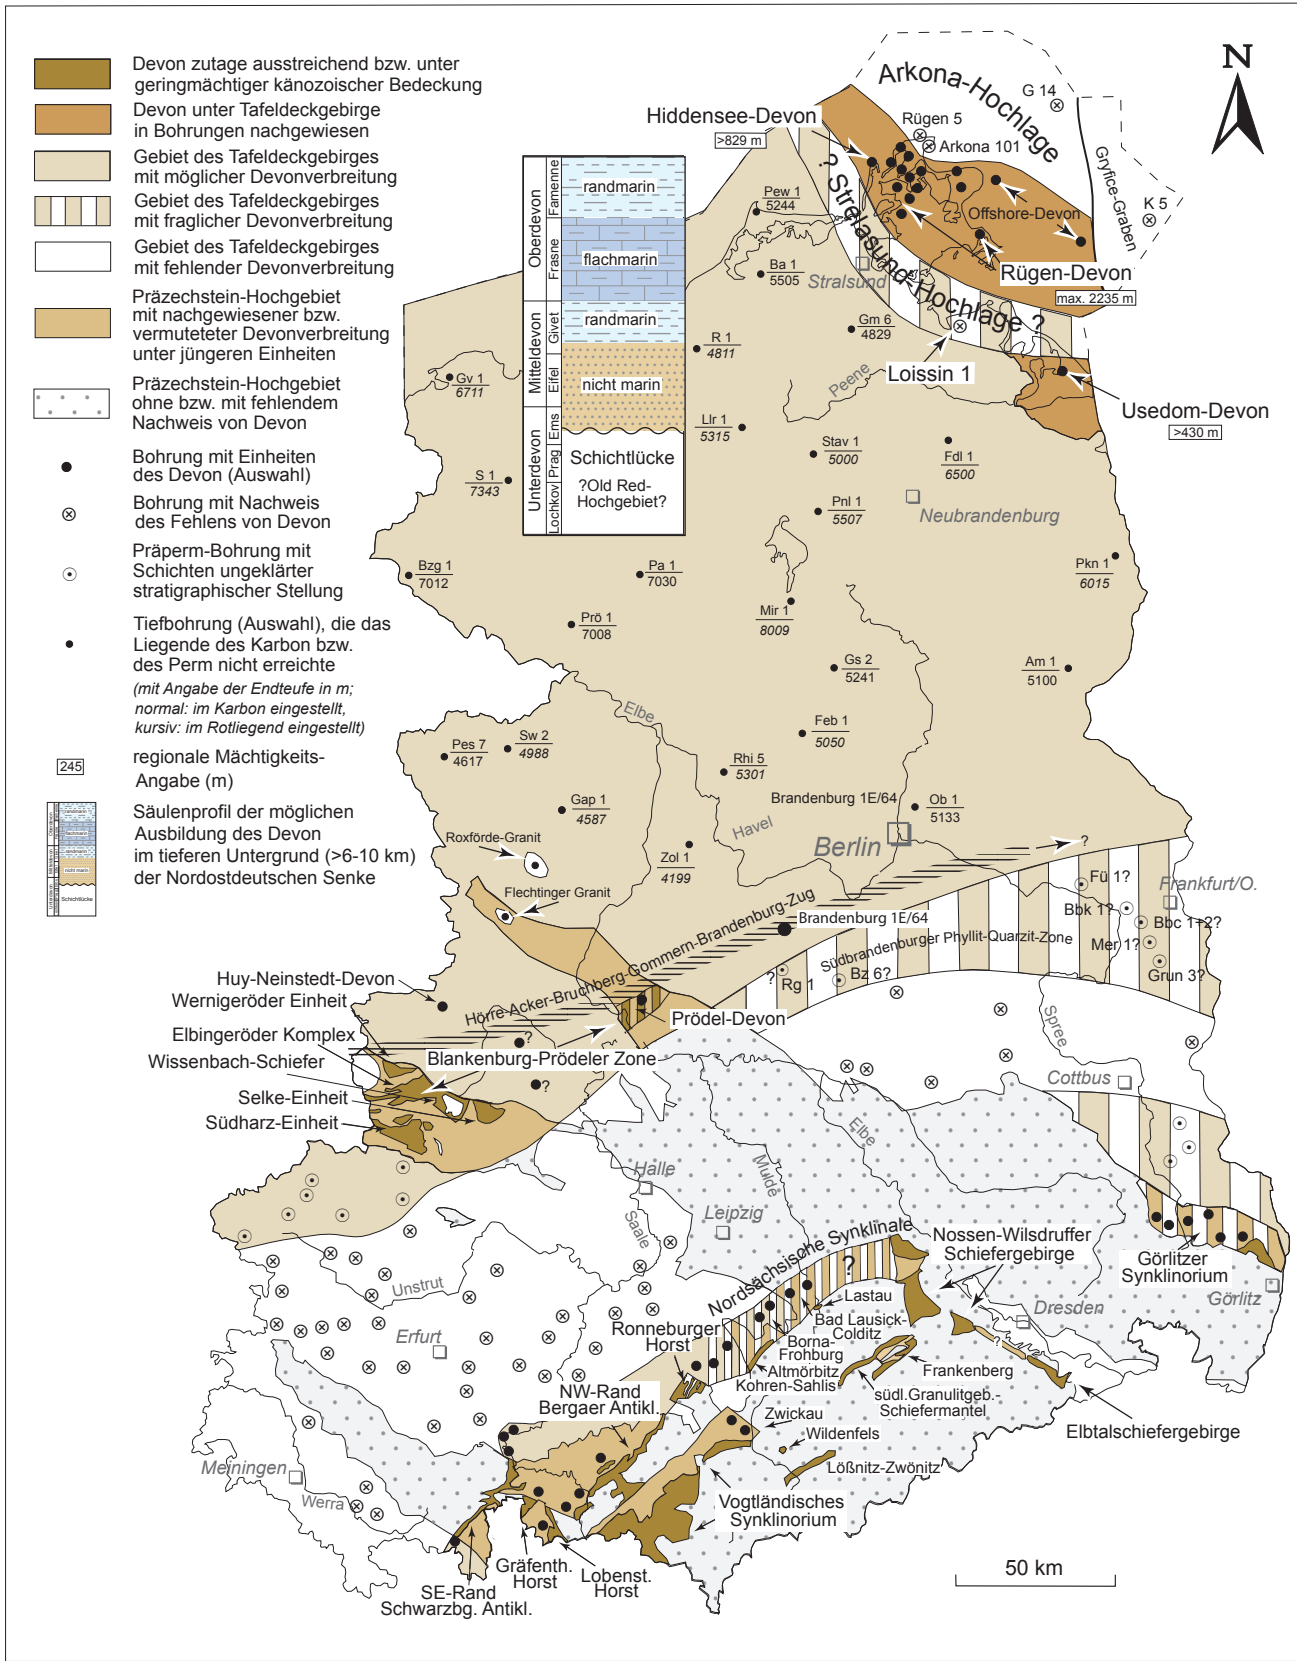 Devon zutage ausstreichend bzw. unter
geringmächtiger känozoischer Bedeckung
Devon unter Tafeldeckgebirge
in Bohrungen nachgewiesen
Gebiet des Tafeldeckgebirges
mit möglicher Devonverbreitung
Gebiet des Tafeldeckgebirges
mit fraglicher Devonverbreitung
Gebiet des Tafeldeckgebirges
mit fehlender Devonverbreitung
Präzechstein-Hochgebiet
mit nachgewiesener bzw.
vermuteteter Devonverbreitung
unter jüngeren Einheiten
Präzechstein-Hochgebiet
ohne bzw. mit fehlendem
Nachweis von Devon
Bohrung mit Einheiten
des Devon (Auswahl)
Bohrung mit Nachweis
des Fehlens von Devon
Präperm-Bohrung mit
Schichten ungeklärter
stratigraphischer Stellung
Tiefbohrung (Auswahl), die das
Liegende des Karbon bzw.
des Perm nicht erreichte
(mit Angabe der Endteufe in m;
normal: im Karbon eingestellt,
kursiv: im Rotliegend eingestellt)
245
regionale Mächtigkeits-
Angabe (m)
Säulenprofil der möglichen
Ausbildung des Devon
im tieferen Untergrund (>6-10 km)
der Nordostdeutschen Senke
randmarin
flachmarin
randmarin
nicht marin
Schichtlücke
Oberdevon
Mitteldevon
Unterdevon
Famenne
Frasne
Givet
Eifel
Ems
Prag
Lochkov
randmarin
flachmarin
randmarin
nicht marin
Schichtlücke
?Old Red-
Hochgebiet?
N
Arkona-Hochlage
G 14
Rügen 5
Arkona 101
Hiddensee-Devon
>829 m
Gryfice-Graben
K 5
Offshore-Devon
? Strelasund-Hochlage ?
Rügen-Devon
max. 2235 m
Stralsund
Loissin 1
Usedom-Devon
>430 m
Pew 1
5244
Ba 1
5505
Gm 6
4829
R 1
4811
Peene
Gv 1
6711
Llr 1
5315
Stav 1
5000
Fdl 1
6500
S 1
7343
Pnl 1
5507
Neubrandenburg
Bzg 1
7012
Pa 1
7030
Pkn 1
6015
Prö 1
7008
Mir 1
8009
Gs 2
5241
Am 1
5100
Elbe
Feb 1
5050
Pes 7
4617
Sw 2
4988
Rhi 5
5301
Gap 1
4587
Brandenburg 1E/64
Ob 1
5133
Havel
Berlin
Roxförde-Granit
Zol 1
4199
?
Flechtinger Granit
Fü 1?
Frankfurt/O.
Bbk 1?
Bbc 1+2?
Brandenburg 1E/64
Mer 1?
Grun 3?
Südbrandenburger Phyllit-Quarzit-Zone
Hörre-Acker-Bruchberg-Gommern-Brandenburg-Zug
?
Rg 1
Bz 6?
Huy-Neinstedt-Devon
Wernigeröder Einheit
Prödel-Devon
Spree
Elbingeröder Komplex
?
Wissenbach-Schiefer
Blankenburg-Prödeler Zone
Cottbus
?
Selke-Einheit
Südharz-Einheit
Elbe
Halle
Mulde
Leipzig
Saale
Nossen-Wilsdruffer
Schiefergebirge
Görlitzer
Synklinorium
Görlitz
Nordsächsische Synklinale
?
Unstrut
Lastau
Dresden
Bad Lausick-
Colditz
Erfurt
Ronneburger
Horst
Borna-
Frohburg
?
Altmörbitz
Kohren-Sahlis
Frankenberg
südl.Granulitgeb.-
Schiefermantel
NW-Rand
Bergaer Antikl.
Zwickau
Wildenfels
Elbtalschiefergebirge
Meiningen
Lößnitz-Zwönitz
Werra
Vogtländisches
Synklinorium
Gräfenth.
Horst
Lobenst.
Horst
SE-Rand
Schwarzbg. Antikl.
50 km